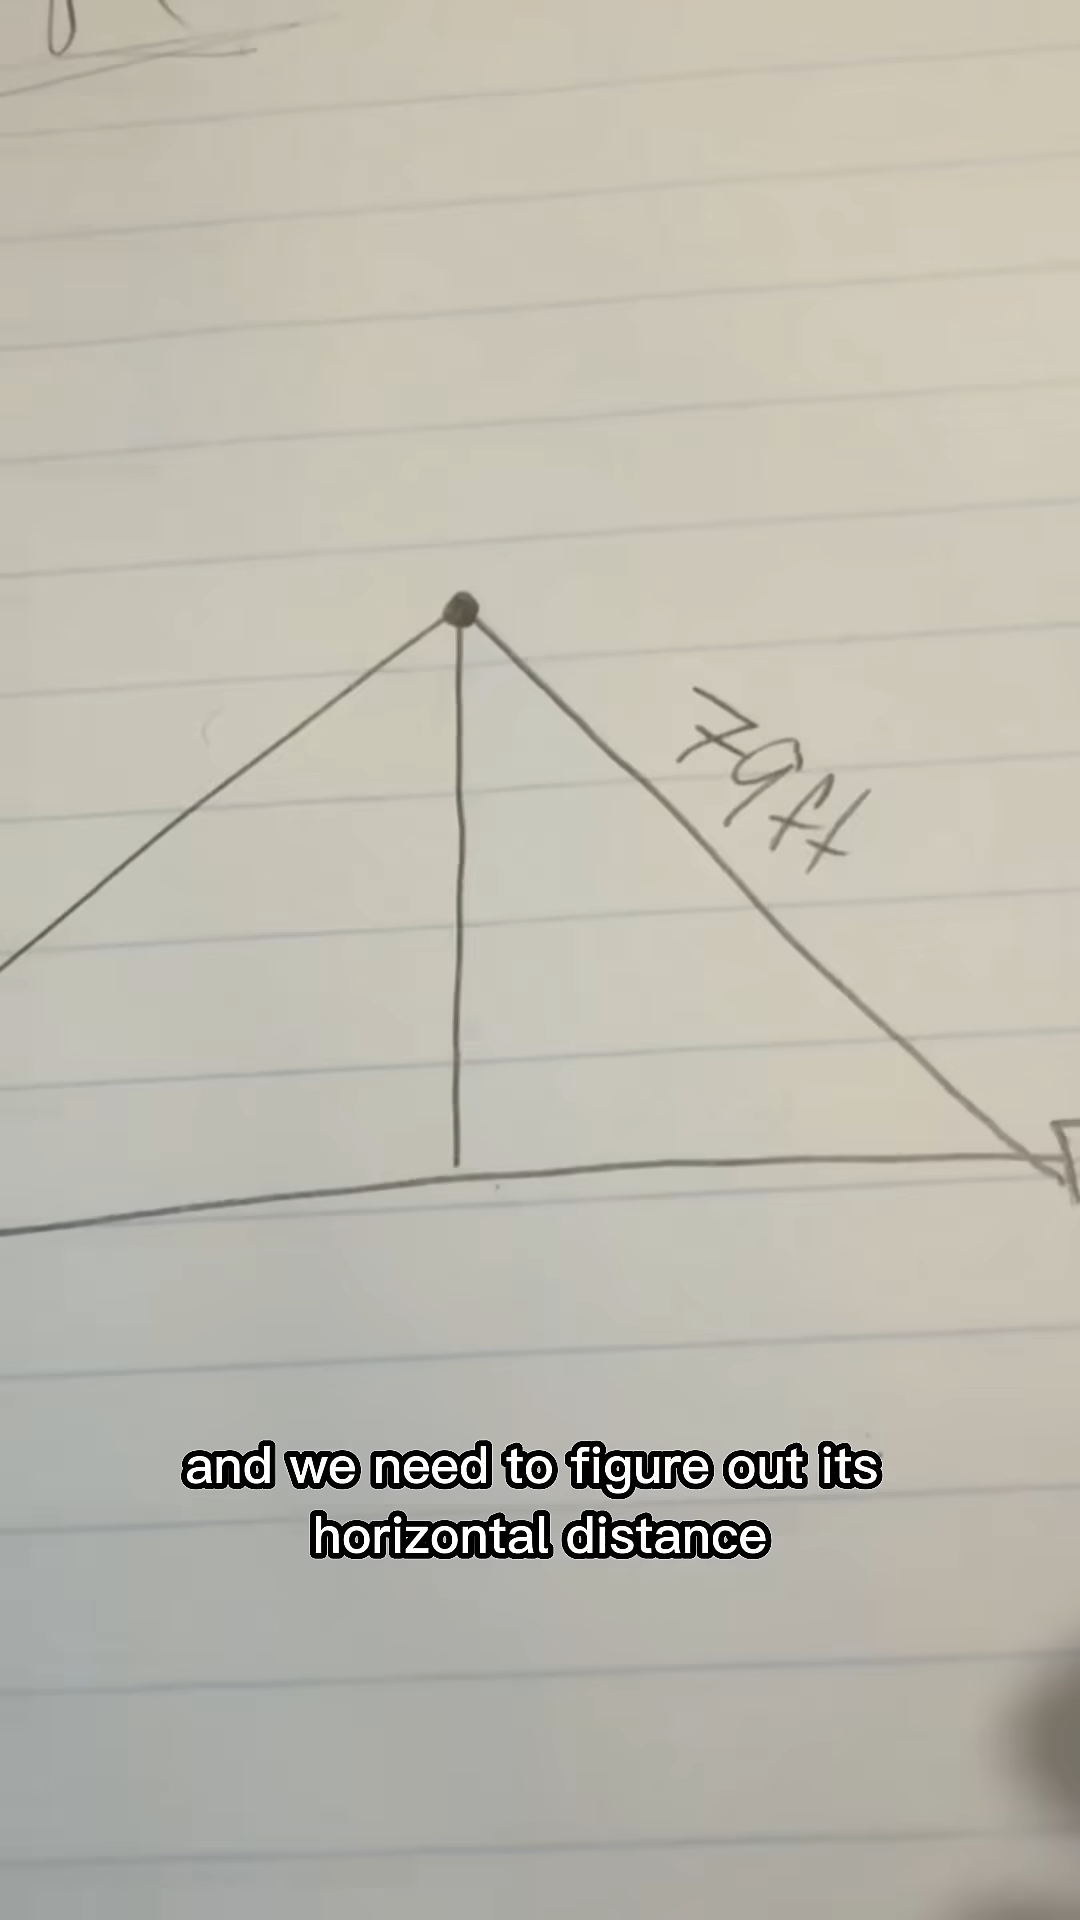 79ft
and we need to figure out its
horizontal distance